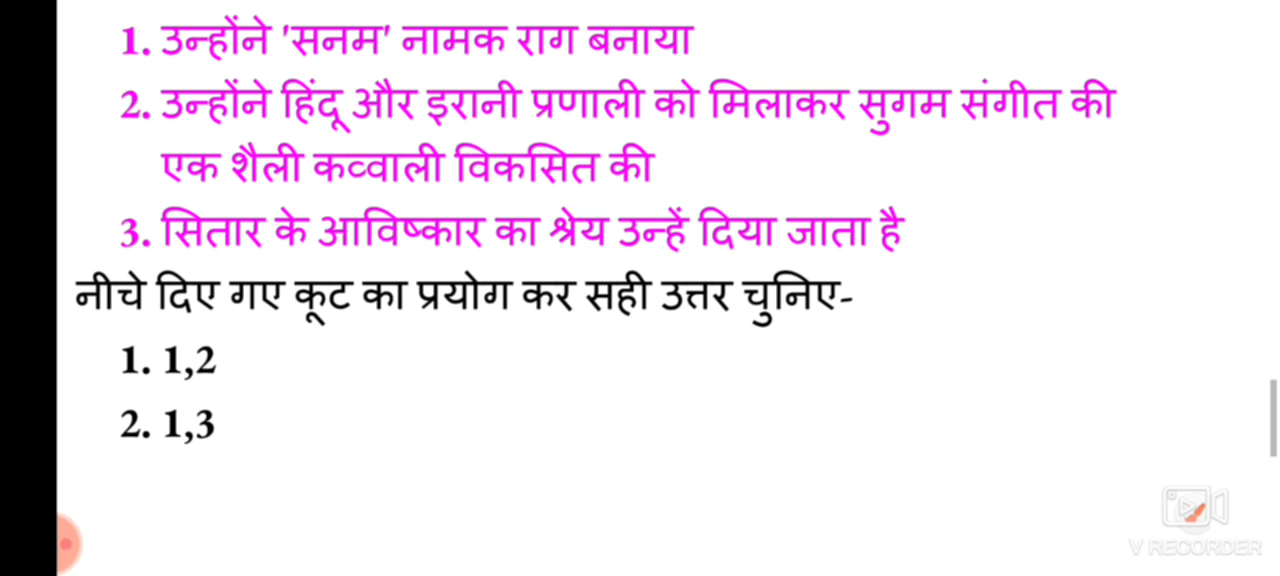 1. उन्होंने 'सनम' नामक राग बनाया
2. उन्होंने हिंदू और इरानी प्रणाली को मिलाकर सुगम संगीत की
एक शैली कव्वाली विकसित की
3. सितार के आविष्कार का श्रेय उन्हें दिया जाता है
नीचे दिए गए कूट का प्रयोग कर सही उत्तर चुनिए-
1. 1,2
2. 1,3
V RECORDER